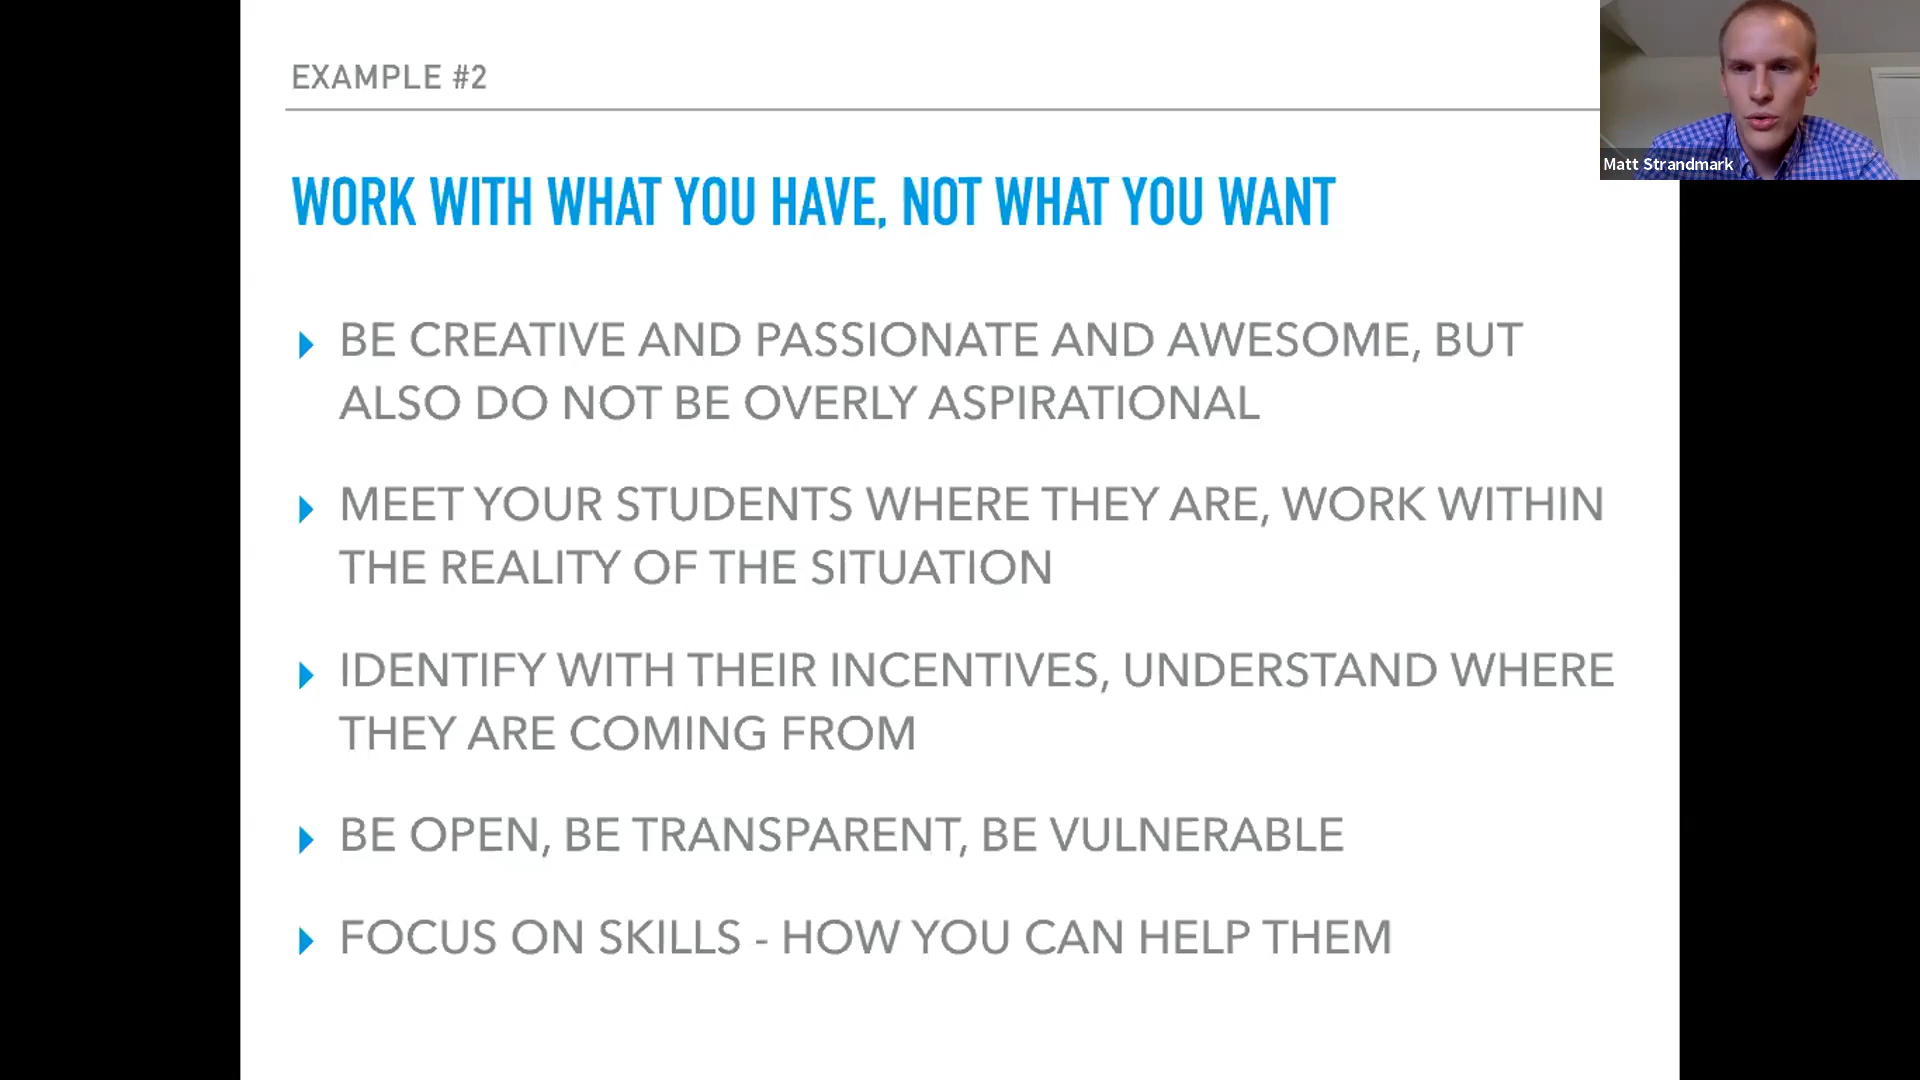 EXAMPLE #2
Matt Strandmark
WORK WITH WHAT YOU HAVE, NOT WHAT YOU WANT
BE CREATIVE AND PASSIONATE AND AWESOME, BUT
ALSO DO NOT BE OVERLY ASPIRATIONAL
MEET YOUR STUDENTS WHERE THEY ARE, WORK WITHIN
THE REALITY OF THE SITUATION
IDENTIFY WITH THEIR INCENTIVES, UNDERSTAND WHERE
THEY ARE COMING FROM
BE OPEN, BE TRANSPARENT, BE VULNERABLE
FOCUS ON SKILLS - HOW YOU CAN HELP THEM